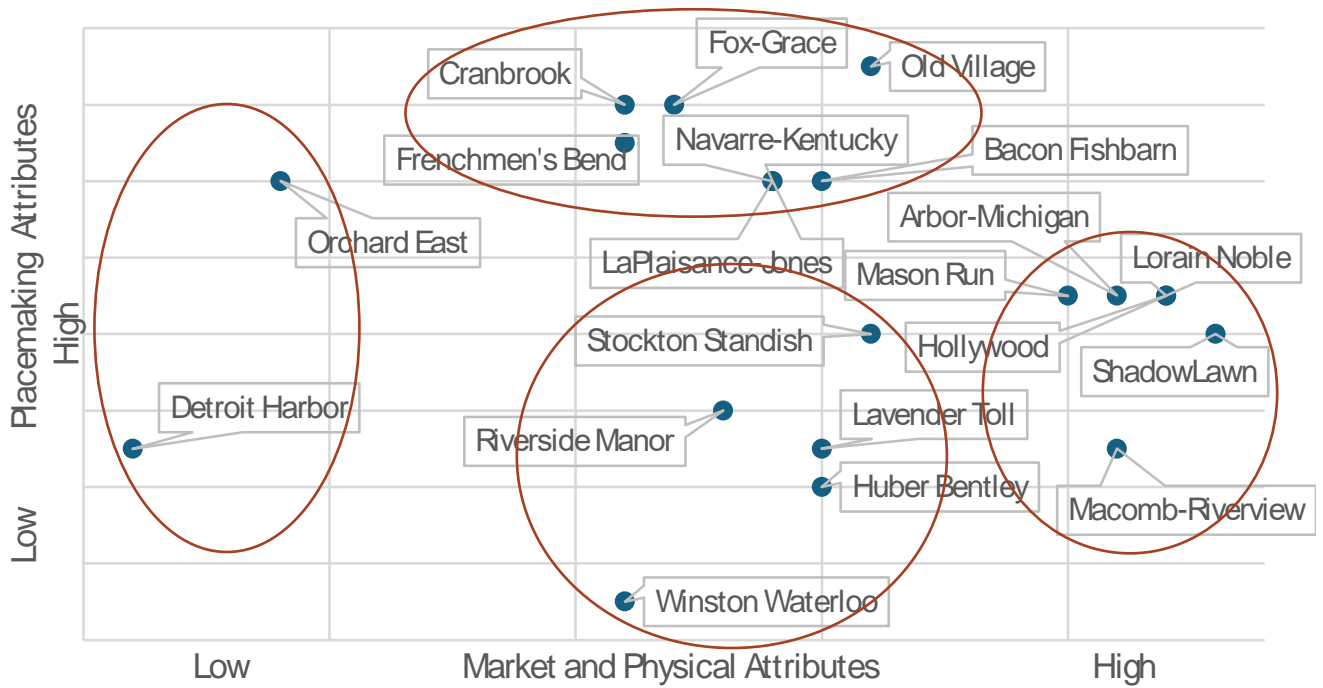 Fox-Grace
Cranbrook
Old Village
Navarre-Kentucky
Bacon Fishbarn
Frenchmen's Bend
Arbor-Michigan
Orchard East
LaPlaisance-Jones
Lorain Noble
Mason Run
Stockton Standish
Hollywood
ShadowLawn
Detroit Harbor
Lavender Toll
Riverside Manor
Huber Bentley
Macomb-Riverview
Winston Waterloo
Placemaking Attributes
High
Low
Low
Market and Physical Attributes
High